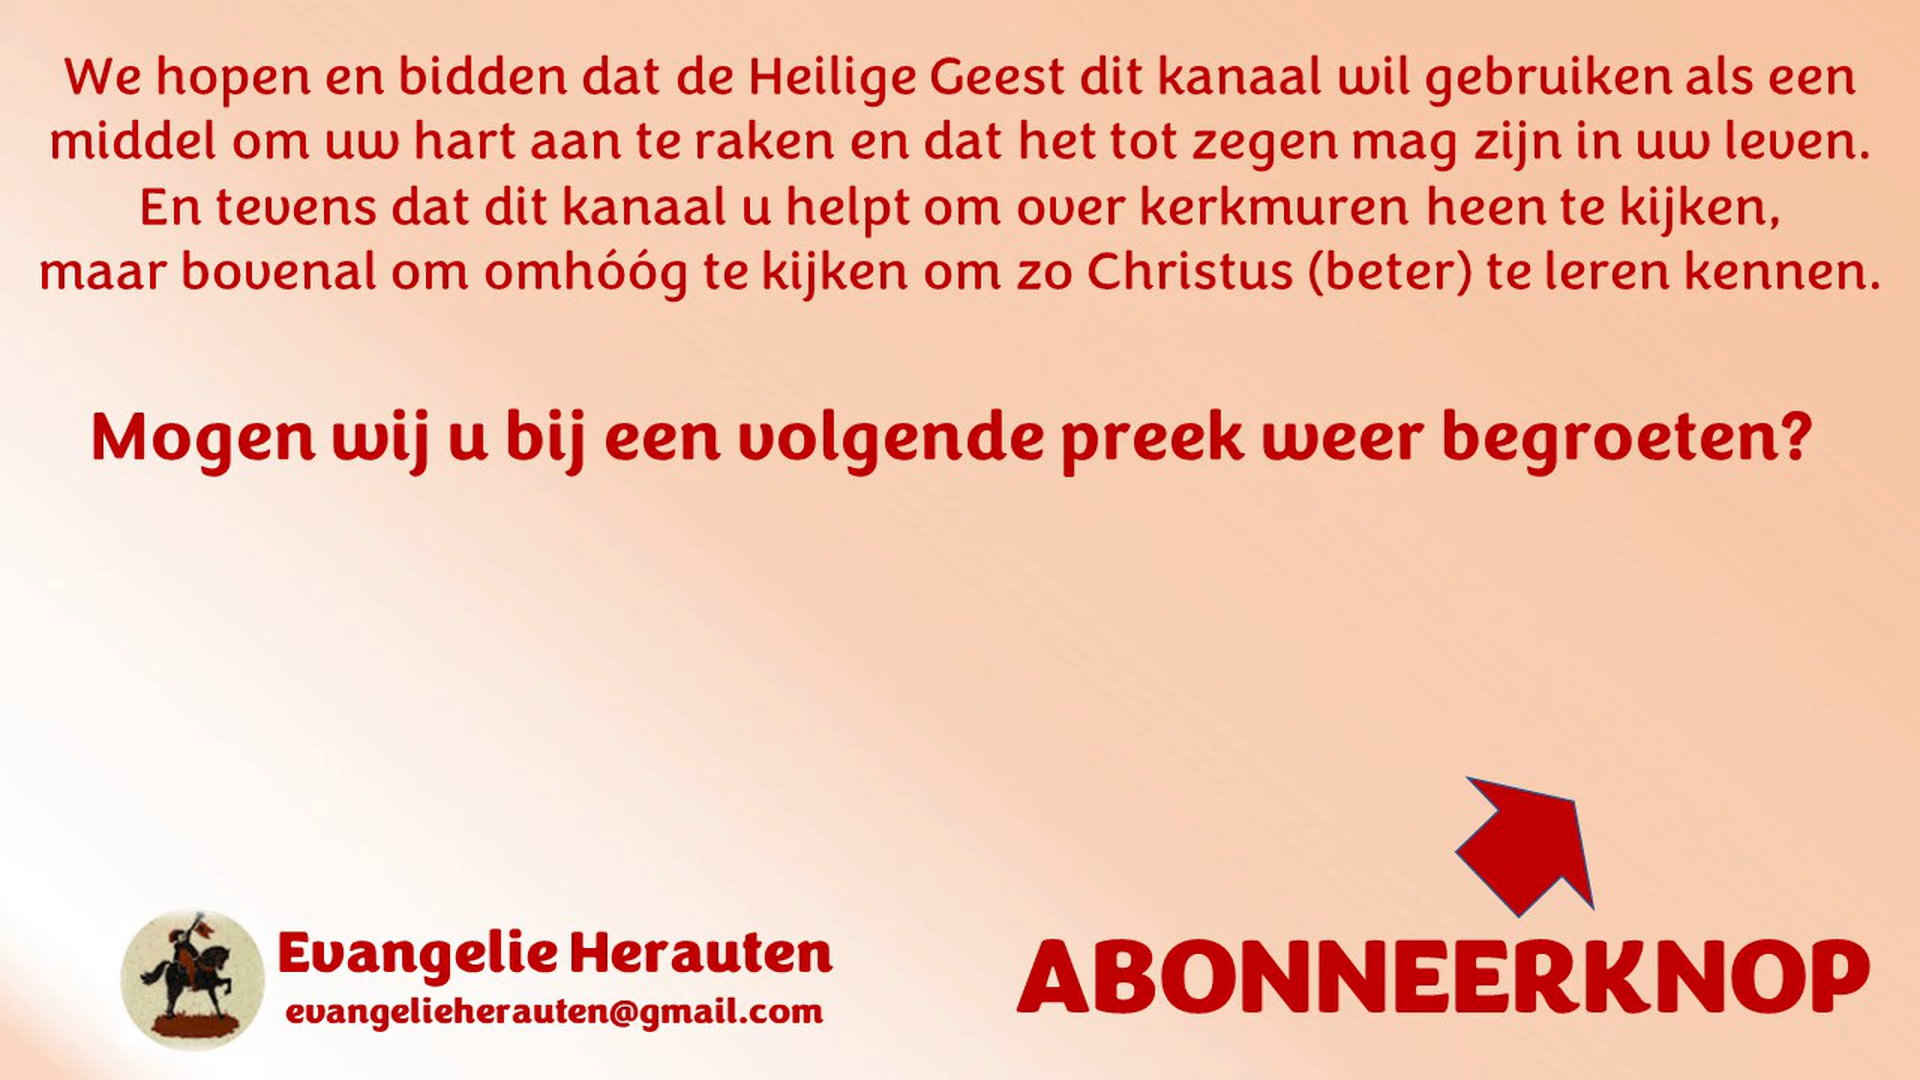 We hopen en bidden dat de Heilige Geest dit kanaal wil gebruiken als een
middel om uw hart aan te raken en dat het tot zegen mag zijn in uw leven.
En tevens dat dit kanaal u helpt om over kerkmuren heen te kijken,
maar bovenal om omhóóg te kijken om zo Christus (beter) te leren kennen.
Mogen wij u bij een volgende preek weer begroeten?
Evangelie Herauten
evangelieherauten@gmail.com
ABONNEERKNOP